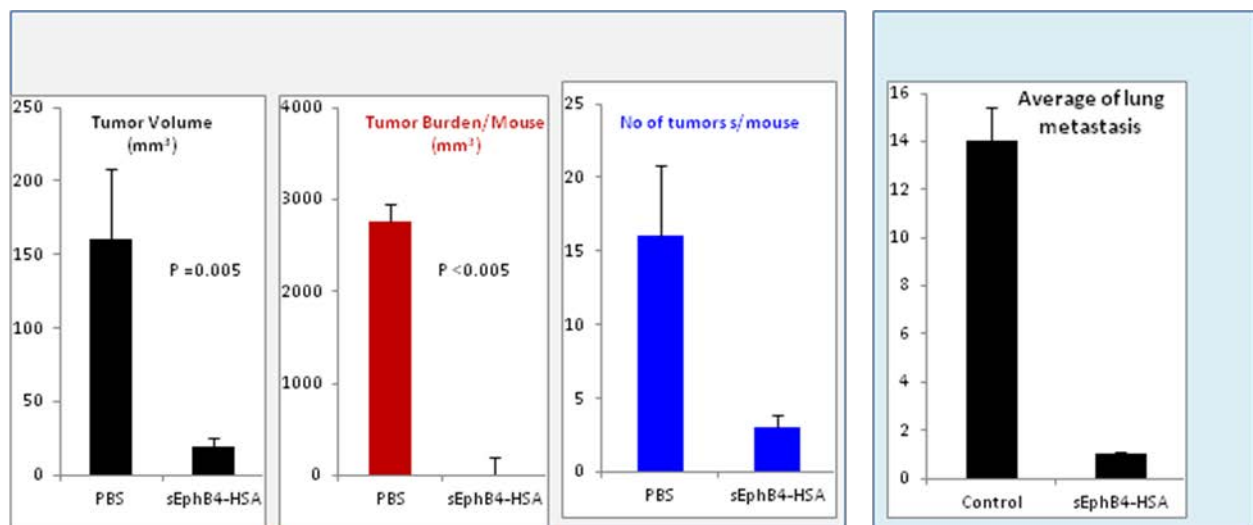 250
200
150
100
50
0
Tumor Volume
(mm³)
P =0.005
PBS
sEphB4-HSA
4000
3000
2000
1000
0
Tumor Burden/ Mouse
(mm³)
P <0.005
PBS
sEphB4-HSA
25
20
15
10
5
0
No of tumors s/mouse
PBS
sEphB4-HSA
16
14
12
10
8
6
4
2
0
Average of lung
metastasis
Control
sEphB4-HSA